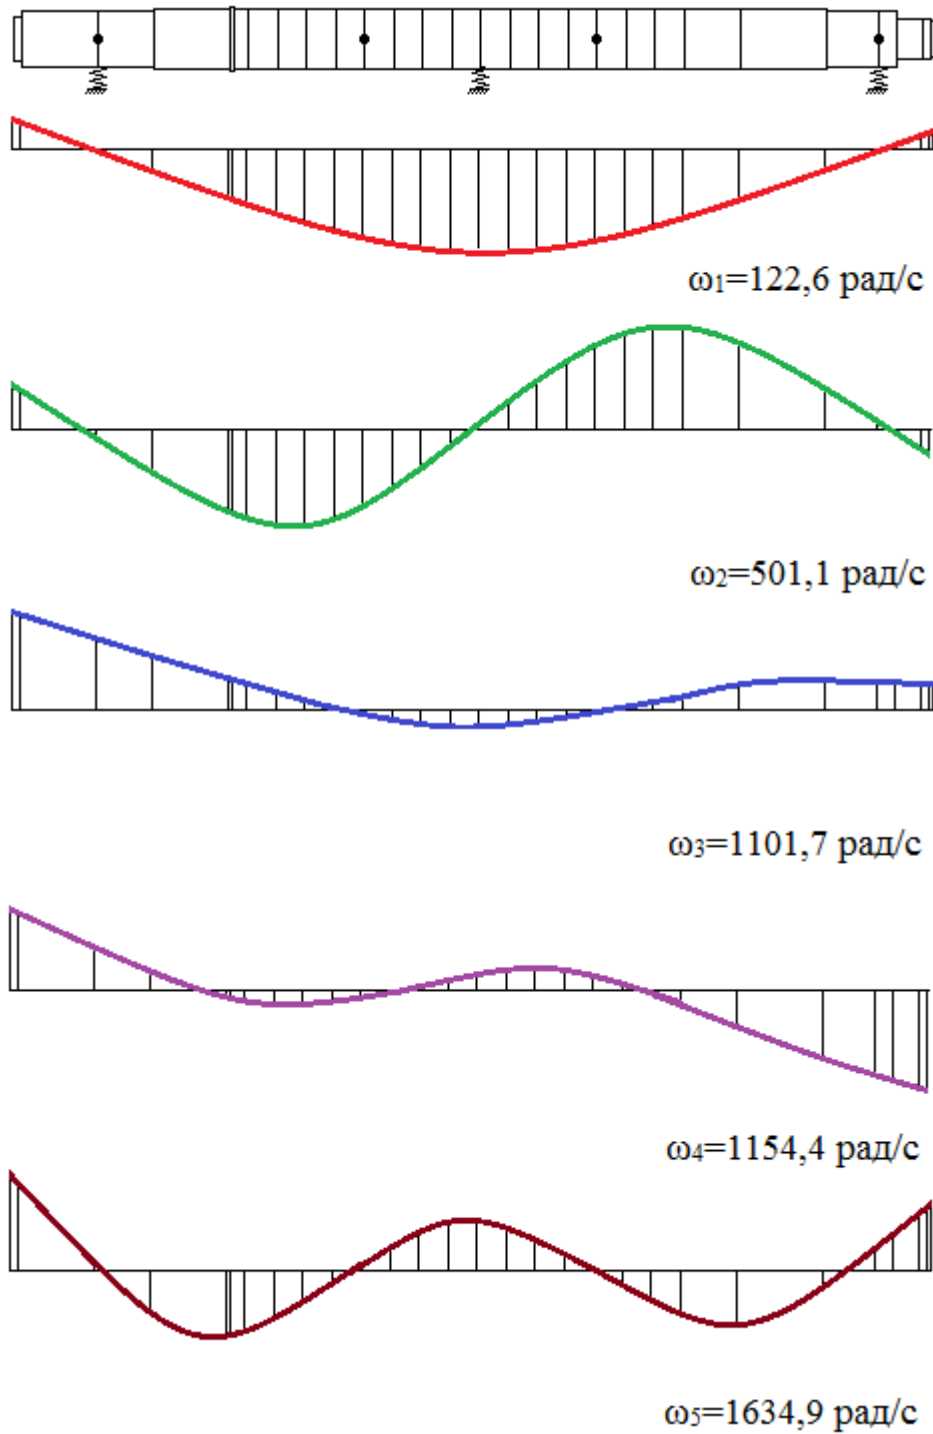 ω₁=122,6 рад/с
ω₂=501,1 рад/с
ω₃=1101,7 рад/с
ω₄=1154,4 рад/с
ω₅=1634,9 рад/с